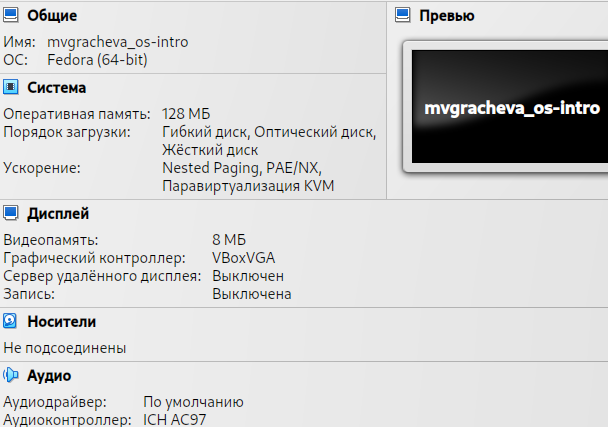 Общие
Имя: mvgracheva_os-intro
ОС: Fedora (64-bit)
Система
Оперативная память: 128 МБ
Порядок загрузки: Гибкий диск, Оптический диск,
Жёсткий диск
Ускорение: Nested Paging, PAE/NX,
Паравиртуализация KVM
Превью
mvgracheva_os-intro
Дисплей
Видеопамять: 8 МБ
Графический контроллер: VBoxVGA
Сервер удалённого дисплея: Выключен
Запись: Выключена
Носители
Не подсоединены
Аудио
Аудиодрайвер: По умолчанию
Аудиоконтроллер: ICH AC97